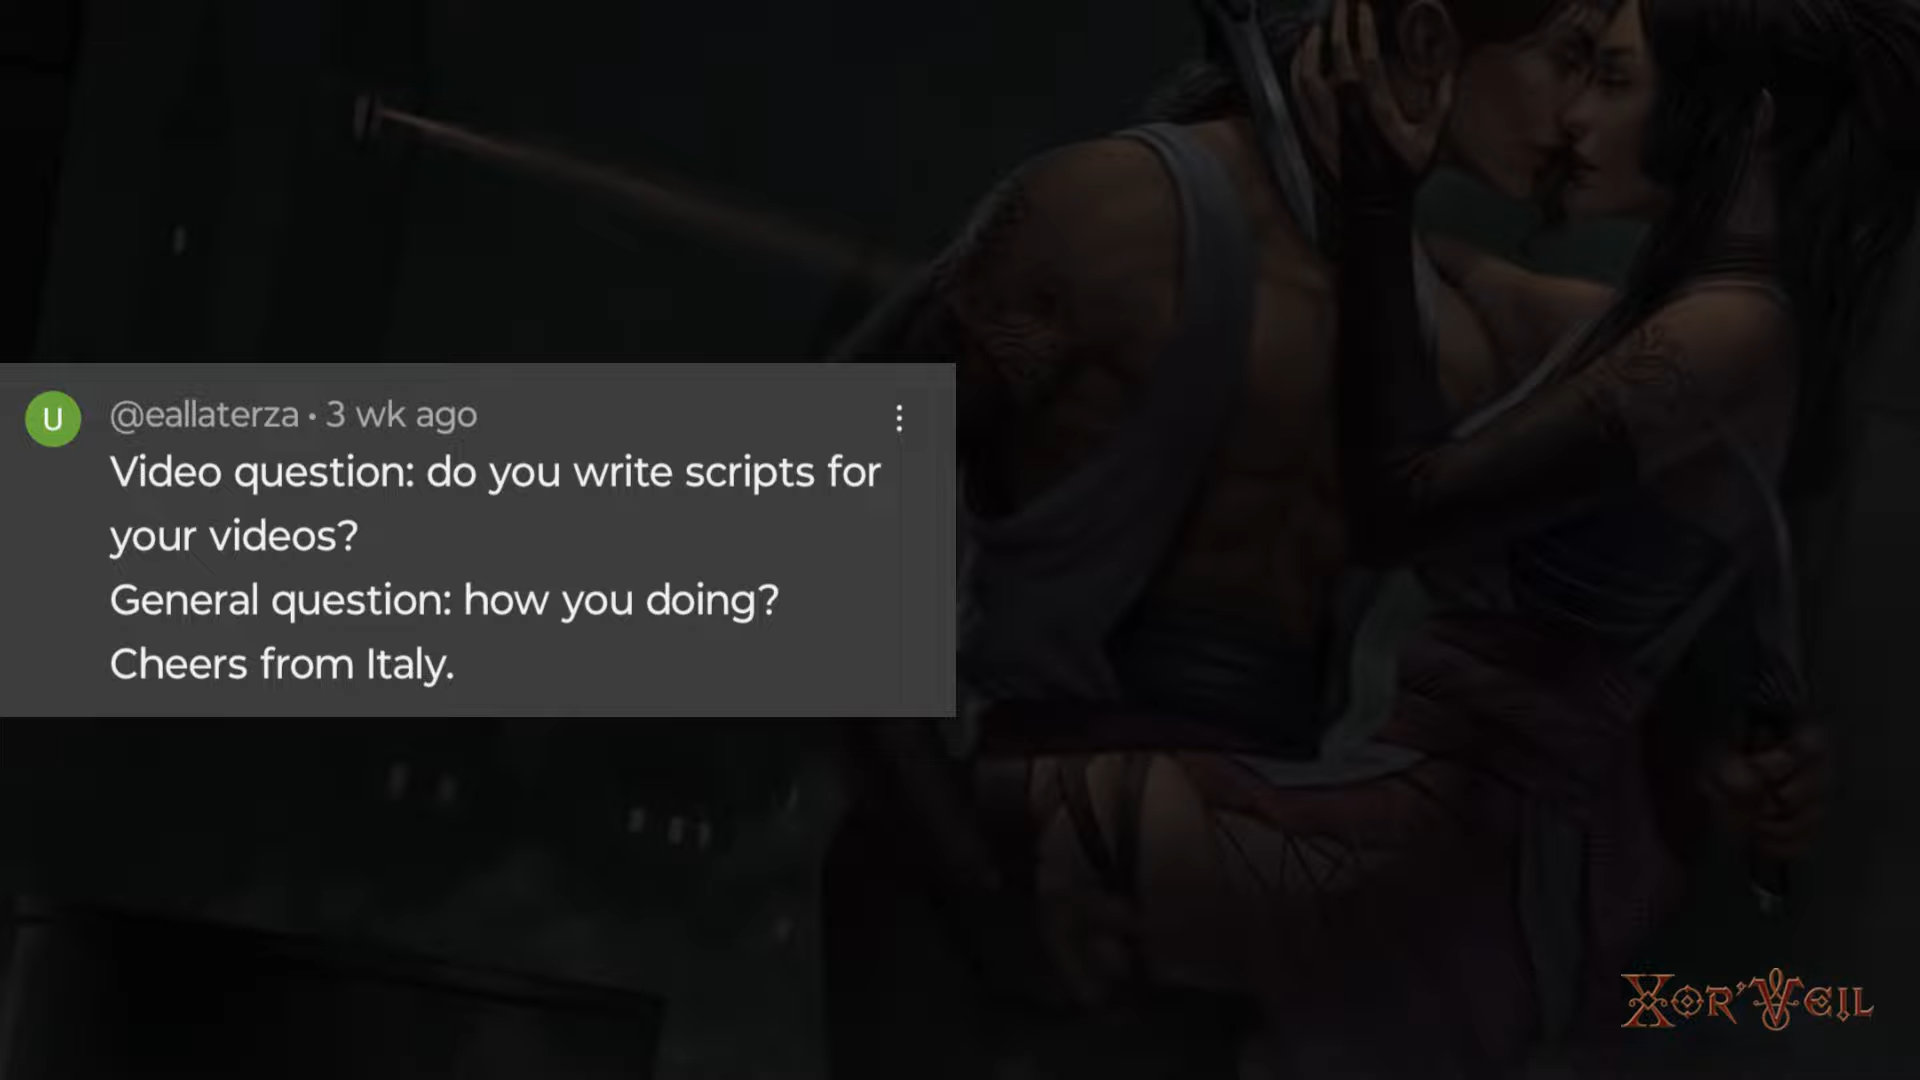 U
@eallaterza • 3 wk ago
Video question: do you write scripts for
your videos?
General question: how you doing?
Cheers from Italy.
XOR'VEIL